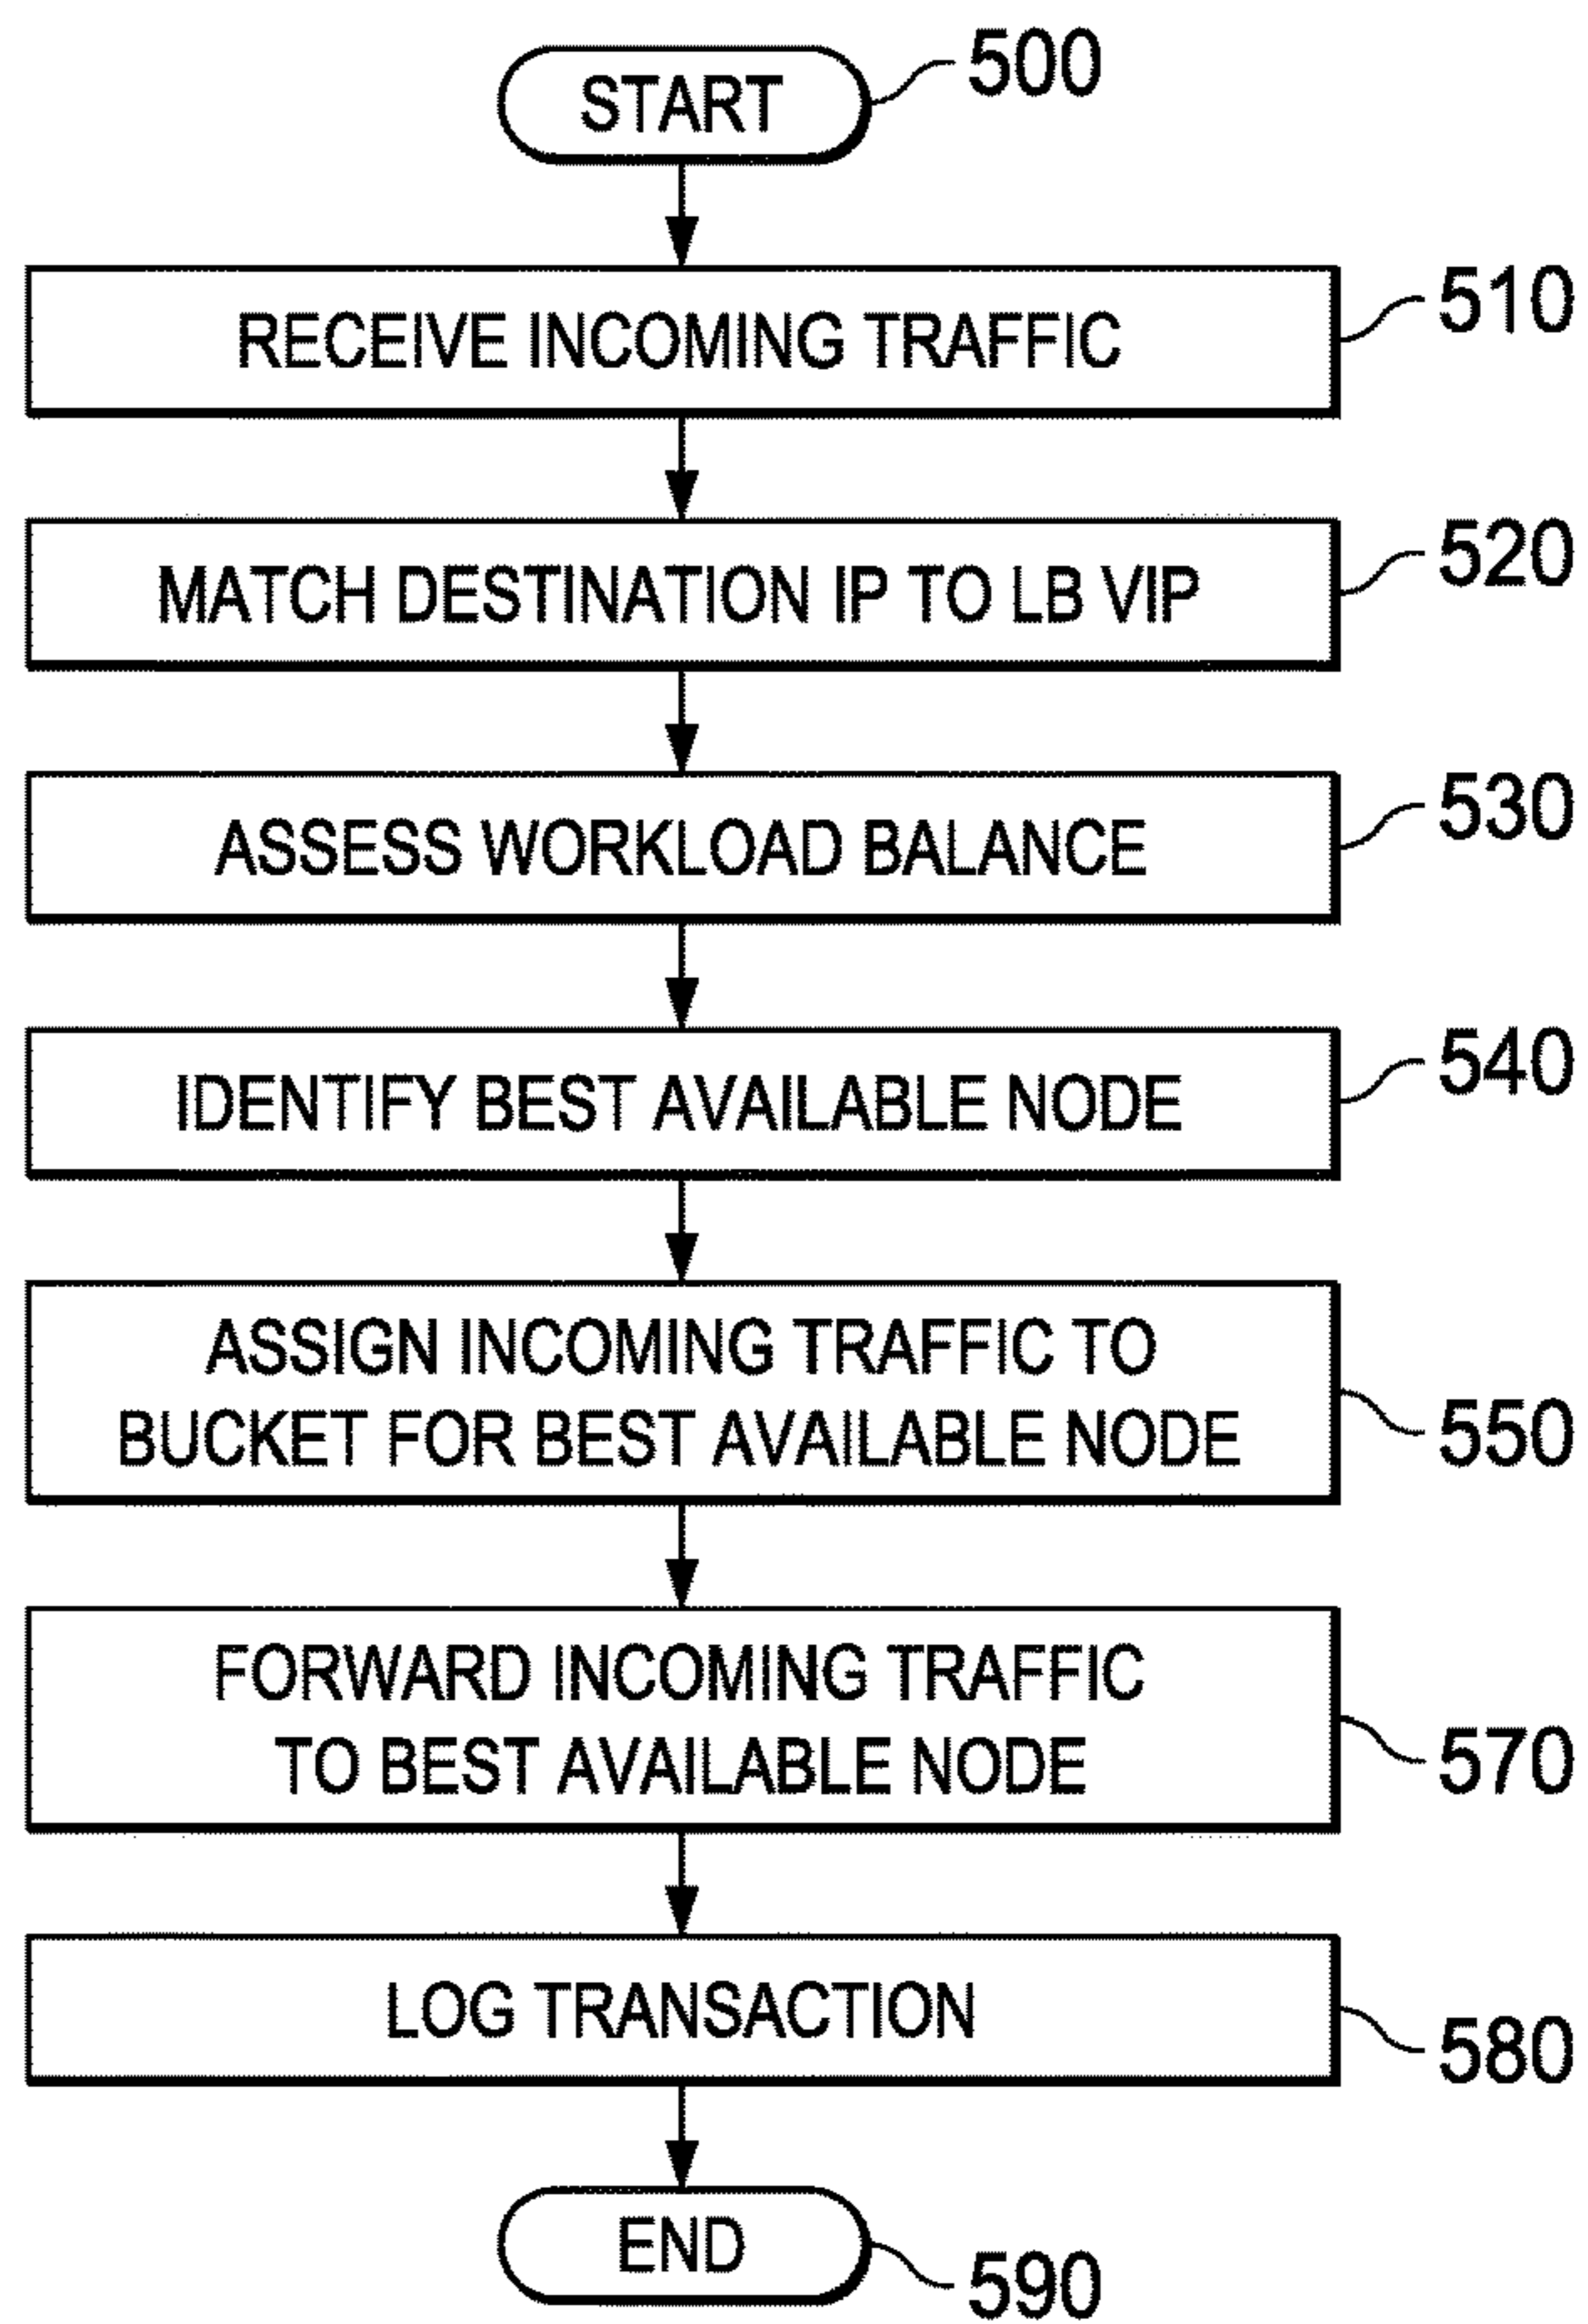 START
500
RECEIVE INCOMING TRAFFIC
510
MATCH DESTINATION IP TO LB VIP
520
ASSESS WORKLOAD BALANCE
530
IDENTIFY BEST AVAILABLE NODE
540
ASSIGN INCOMING TRAFFIC TO
BUCKET FOR BEST AVAILABLE NODE
550
FORWARD INCOMING TRAFFIC
TO BEST AVAILABLE NODE
570
LOG TRANSACTION
580
END
590